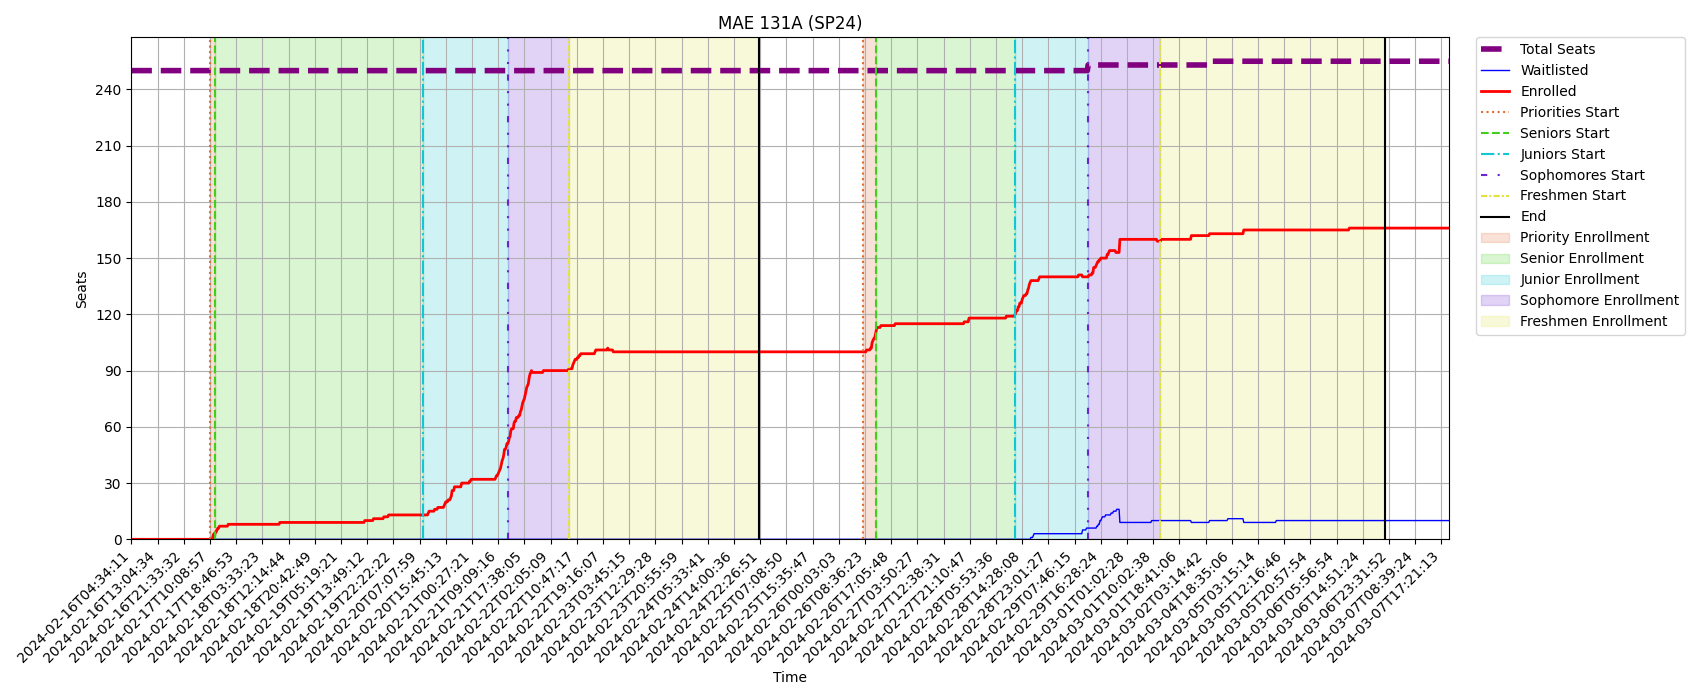 MAE 131A (SP24)
Seats
240
210
180
150
120
90
60
30
0
2024-02-16T04:34:11
2024-02-16T13:04:34
2024-02-16T21:33:32
2024-02-17T10:08:57
2024-02-17T18:46:53
2024-02-18T03:33:23
2024-02-18T12:14:44
2024-02-18T20:42:49
2024-02-19T05:19:21
2024-02-19T13:49:12
2024-02-19T22:22:22
2024-02-20T07:07:59
2024-02-20T15:45:13
2024-02-21T00:27:21
2024-02-21T09:09:16
2024-02-21T17:38:05
2024-02-22T02:05:09
2024-02-22T10:47:17
2024-02-22T19:16:07
2024-02-23T03:45:15
2024-02-23T12:29:28
2024-02-23T20:55:59
2024-02-24T05:33:41
2024-02-24T14:00:36
2024-02-24T22:26:51
2024-02-25T07:08:50
2024-02-25T15:35:47
2024-02-26T00:03:03
2024-02-26T08:36:23
2024-02-26T17:05:48
2024-02-27T03:50:27
2024-02-27T12:38:31
2024-02-27T21:10:47
2024-02-28T05:53:36
2024-02-28T14:28:08
2024-02-28T23:01:27
2024-02-29T07:46:15
2024-02-29T16:28:24
2024-03-01T01:02:28
2024-03-01T10:02:38
2024-03-01T18:41:06
2024-03-02T03:14:42
2024-03-04T18:35:06
2024-03-05T03:15:14
2024-03-05T12:16:46
2024-03-05T20:57:54
2024-03-06T05:56:54
2024-03-06T14:51:24
2024-03-06T23:31:52
2024-03-07T08:39:24
2024-03-07T17:21:13
Time
Total Seats
Waitlisted
Enrolled
Priorities Start
Seniors Start
Juniors Start
Sophomores Start
Freshmen Start
End
Priority Enrollment
Senior Enrollment
Junior Enrollment
Sophomore Enrollment
Freshmen Enrollment